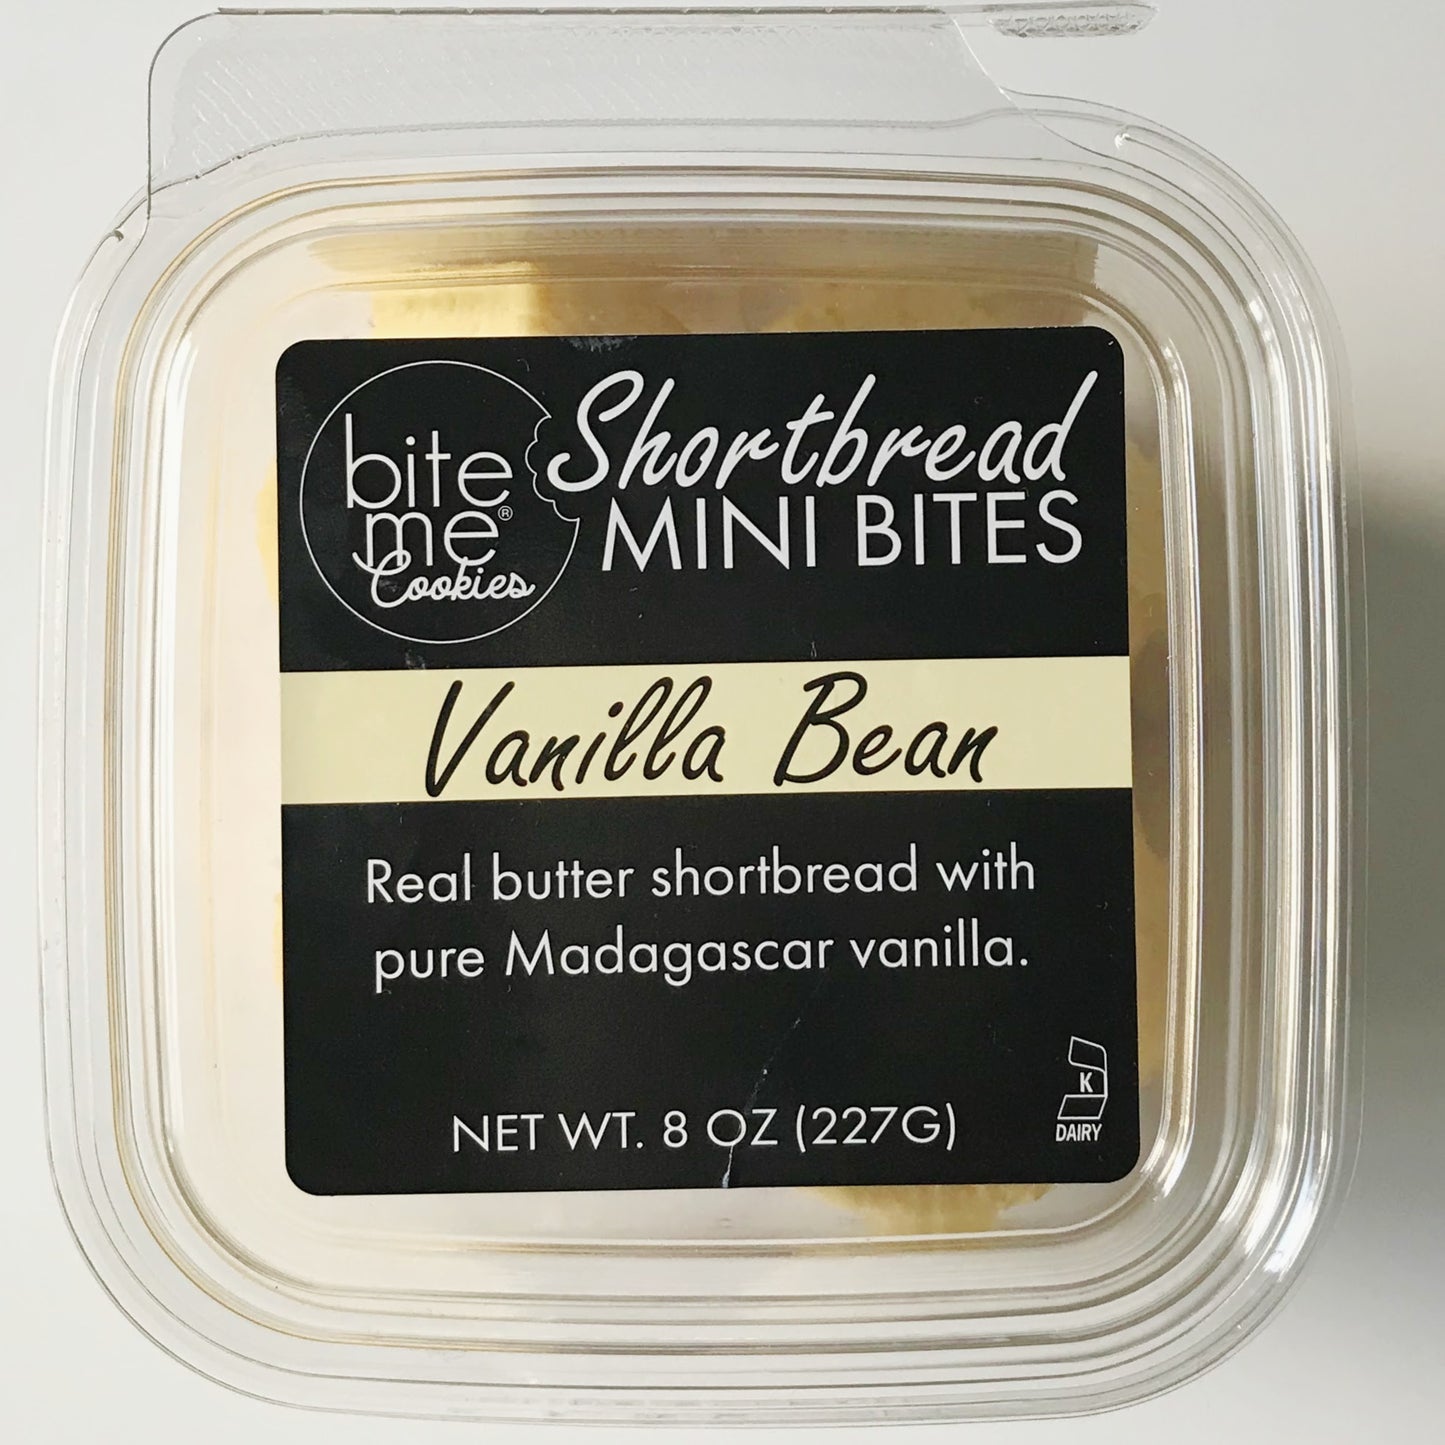 bite
me®
Cookies
Shortbread
MINI BITES
Vanilla Bean
Real butter shortbread with
pure Madagascar vanilla.
NET WT. 8 OZ (227G)
K
DAIRY